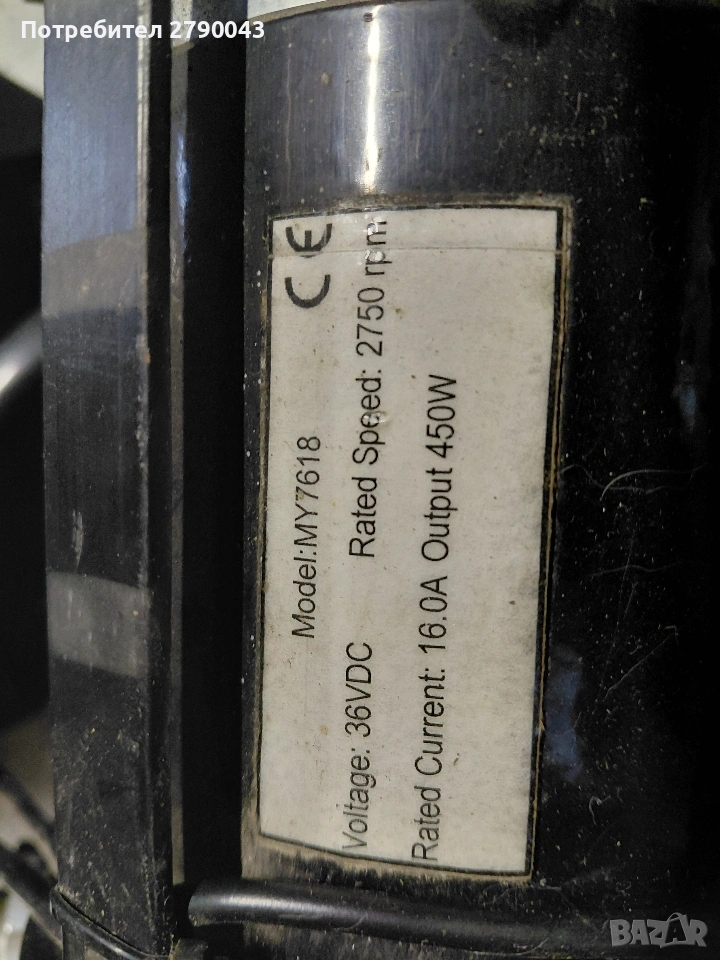 Потребител 2790043
CE
Model:MY7618
Voltage: 36VDC Rated Speed: 2750 rpm
Rated Current: 16.0A Output 450W
BAZAR